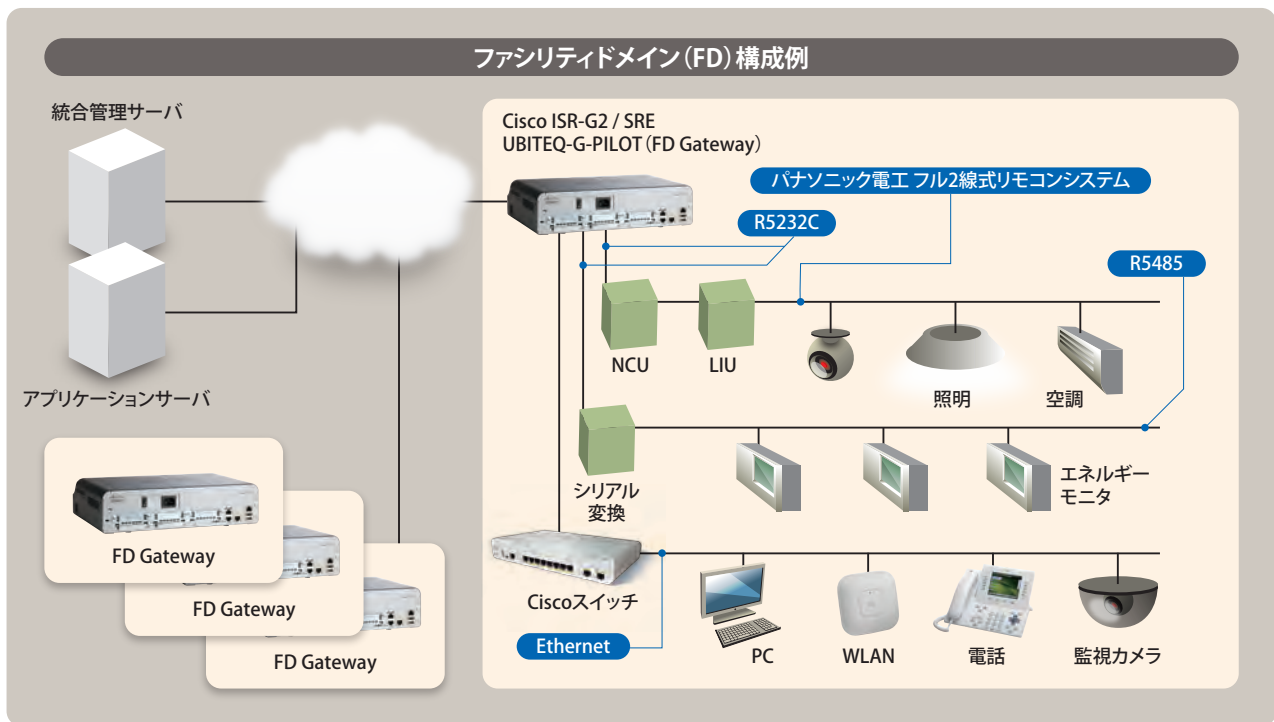 ファシリティドメイン(FD)構成例
統合管理サーバ
アプリケーションサーバ
Cisco ISR-G2 / SRE
UBITEQ-G-PILOT(FD Gateway)
パナソニック電工 フル2線式リモコンシステム
R5232C
R5485
NCU
LIU
照明
空調
シリアル
変換
エネルギー
モニタ
Ciscoスイッチ
Ethernet
PC
WLAN
電話
監視カメラ
FD Gateway
FD Gateway
FD Gateway